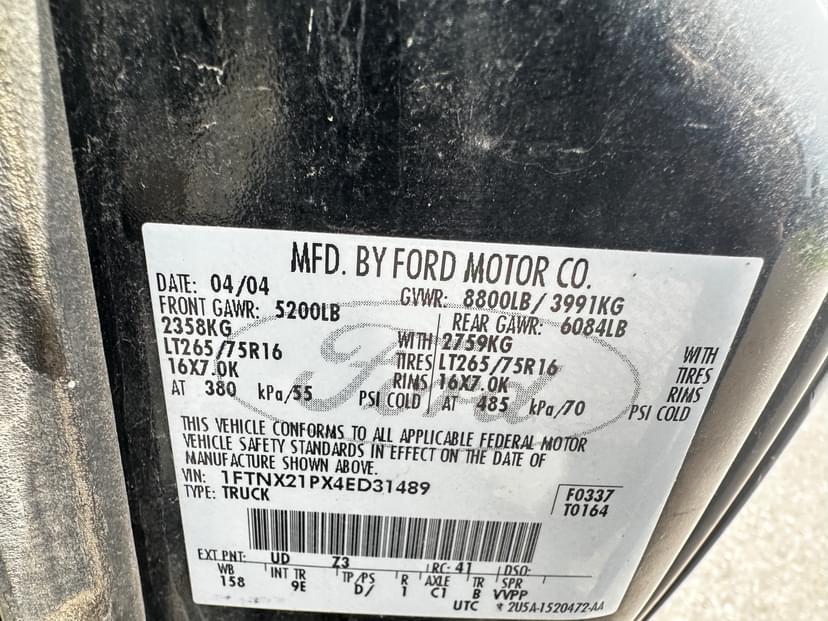 MFD. BY FORD MOTOR CO.
DATE: 04/04 GVWR: 8800LB/ 3991KG
FRONT GAWR: 5200LB REAR GAWR: 6084LB
2358KG WITH 2759KG WITH
LT265/75R16 TIRES LT265/75R16 TIRES
16X7.0K RIMS 16X7.0K RIMS
AT 380 kPa/55 PSI COLD AT 485 kPa/70 PSI COLD
Ford
THIS VEHICLE CONFORMS TO ALL APPLICABLE FEDERAL MOTOR
VEHICLE SAFETY STANDARDS IN EFFECT ON THE DATE OF
MANUFACTURE SHOWN ABOVE.
VIN: 1FTNX21PX4ED31489 F0337
TYPE: TRUCK T0164
EXT PNT: UD Z3 RC: 41 DSO:
WB INT TR TP/PS R AXLE TR SPR
158 9E D/ 1 C1 B VVPP
UTC * 2U5A-1520472-AA